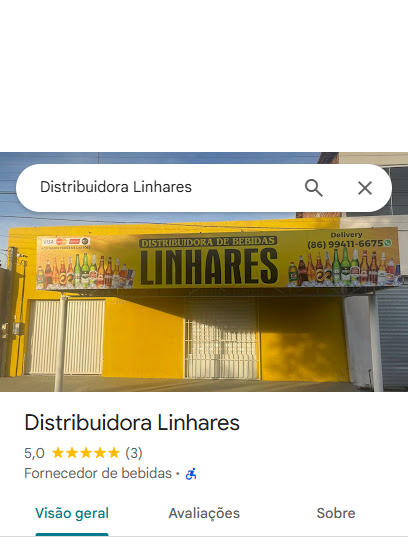 Distribuidora Linhares
VISA
DISTRIBUIDORA DE BEBIDAS
LINHARES
Delivery
(86) 99411-6675
Distribuidora Linhares
5,0 (3)
Fornecedor de bebidas ·
Visão geral
Avaliações
Sobre